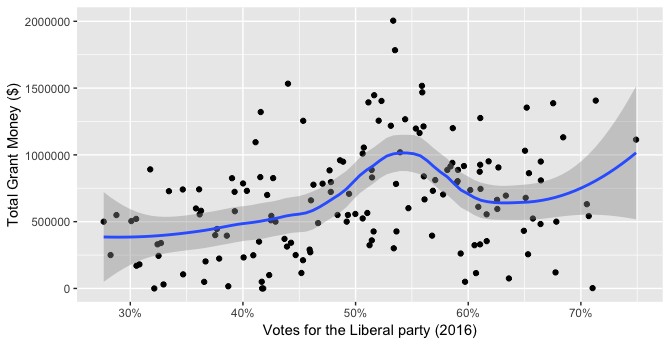 Total Grant Money ($)
2000000
1500000
1000000
500000
0
30% 40% 50% 60% 70%
Votes for the Liberal party (2016)